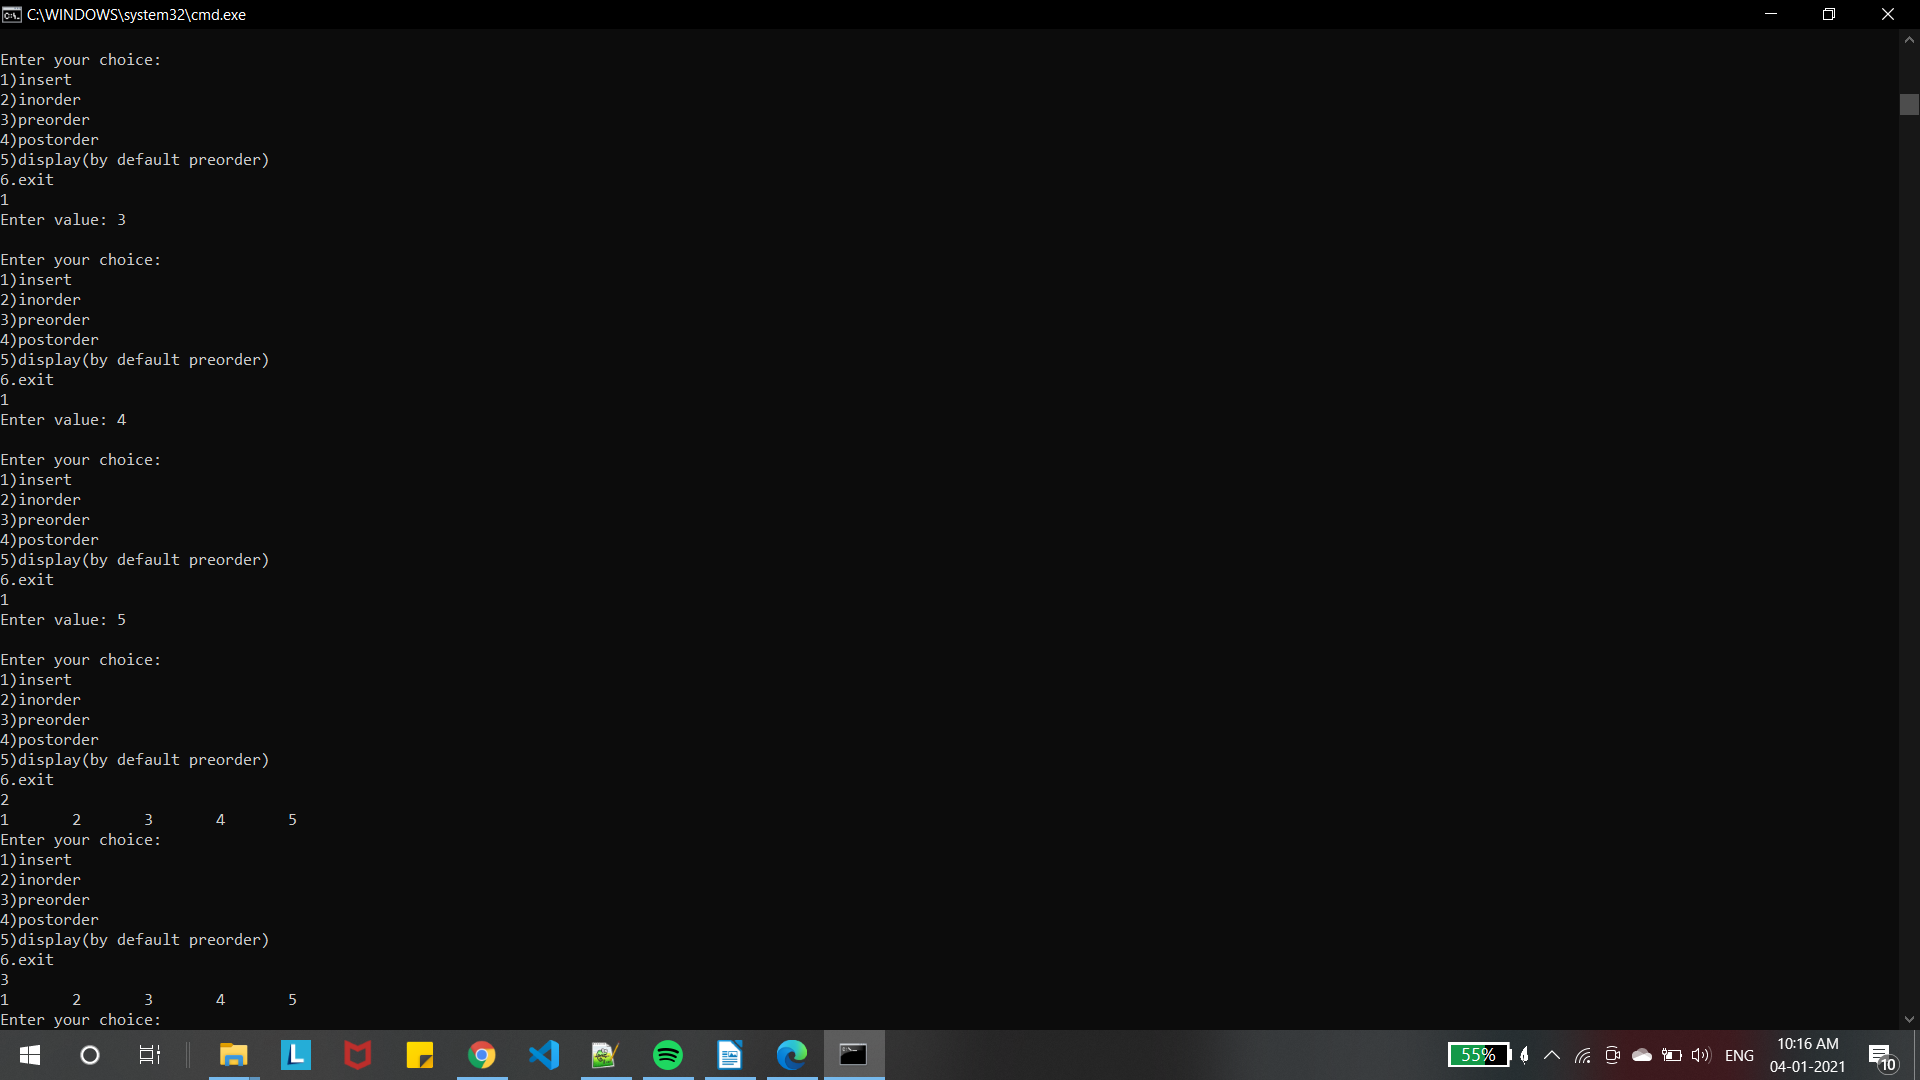 C:\WINDOWS\system32\cmd.exe
Enter your choice:
1)insert
2)inorder
3)preorder
4)postorder
5)display(by default preorder)
6.exit
1
Enter value: 3
Enter your choice:
1)insert
2)inorder
3)preorder
4)postorder
5)display(by default preorder)
6.exit
1
Enter value: 4
Enter your choice:
1)insert
2)inorder
3)preorder
4)postorder
5)display(by default preorder)
6.exit
1
Enter value: 5
Enter your choice:
1)insert
2)inorder
3)preorder
4)postorder
5)display(by default preorder)
6.exit
2
1 2 3 4 5
Enter your choice:
1)insert
2)inorder
3)preorder
4)postorder
5)display(by default preorder)
6.exit
3
1 2 3 4 5
Enter your choice:
L
55%
ENG
10:16 AM
04-01-2021
10